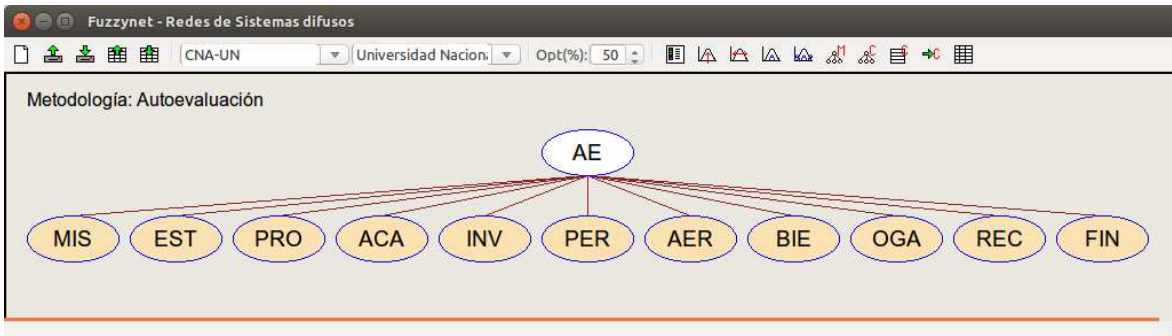 Fuzzynet - Redes de Sistemas difusos
CNA-UN Universidad Nacion Opt(%): 50
Metodología: Autoevaluación
AE
MIS EST PRO ACA INV PER AER BIE OGA REC FIN